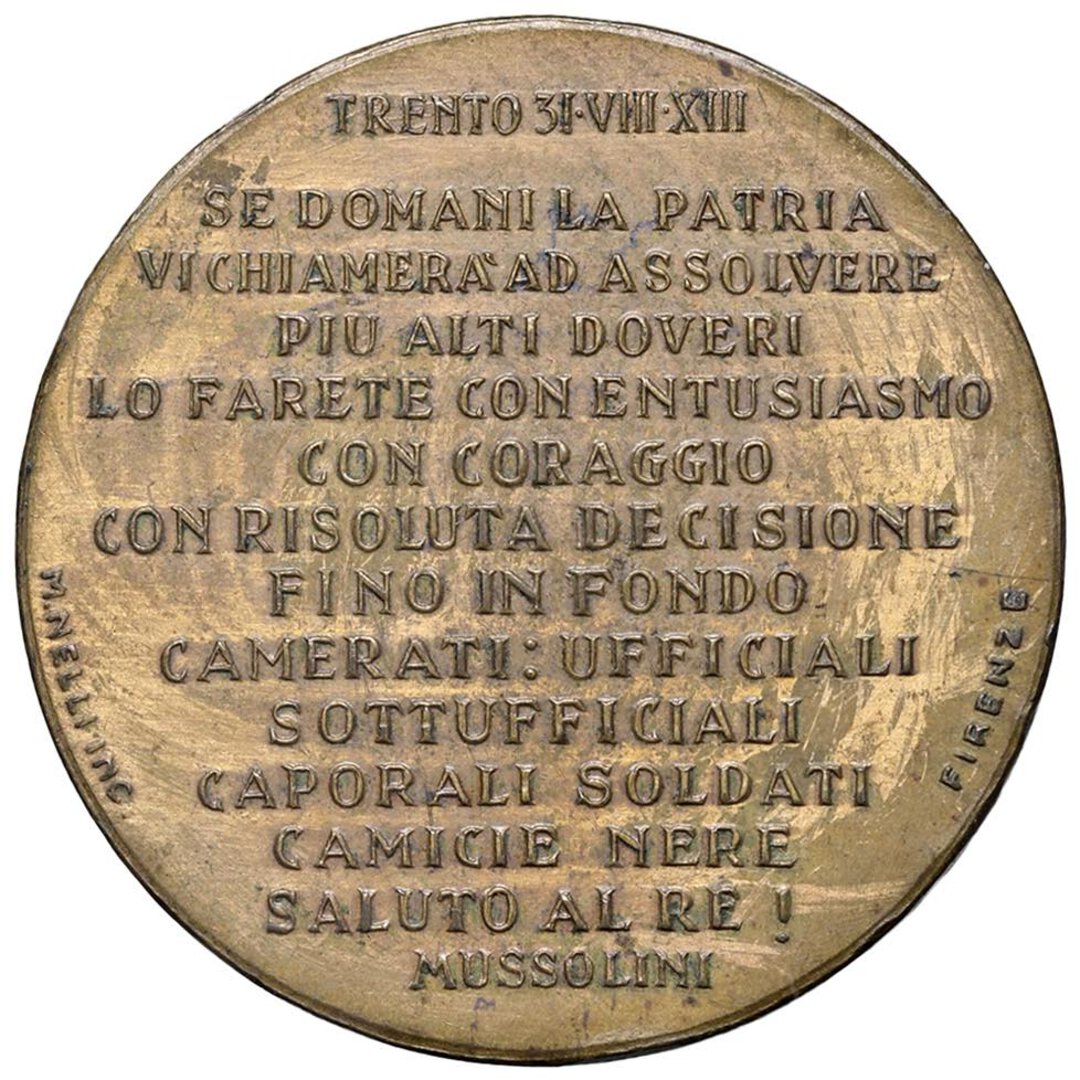 TRENTO 31·VIII·XIII
SE DOMANI LA PATRIA
VI CHIAMERA' AD ASSOLVERE
PIU ALTI DOVERI
LO FARETE CON ENTUSIASMO
CON CORAGGIO
CON RISOLUTA DECISIONE
FINO IN FONDO
CAMERATI: UFFICIALI
SOTTUFFICIALI
CAPORALI SOLDATI
CAMICIE NERE
SALUTO AL RE !
MUSSOLINI
M. NELLI INC.
FIRENZE